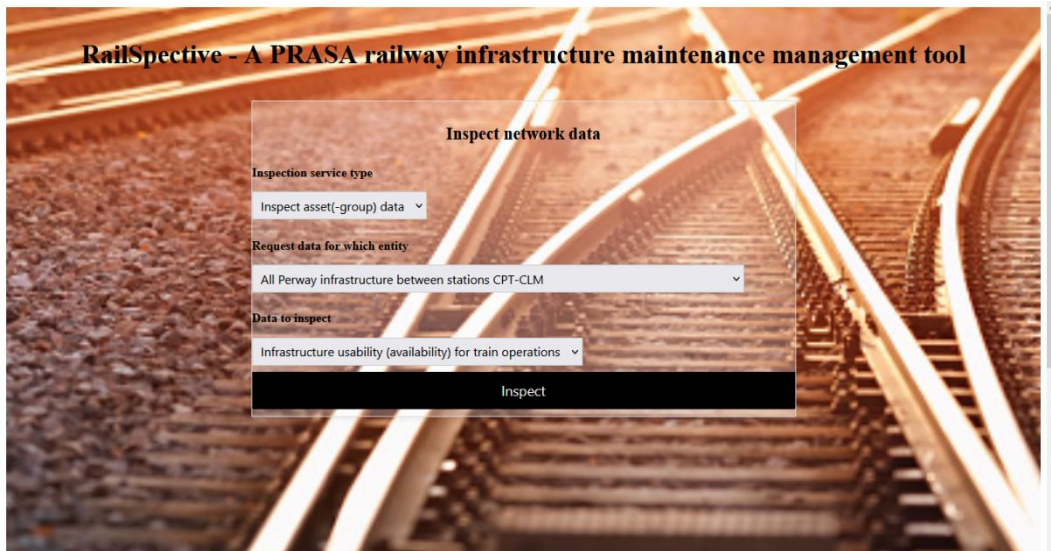 RailSpective - A PRASA railway infrastructure maintenance management tool
Inspect network data
Inspection service type
Inspect asset(-group) data
Request data for which entity
All Perway infrastructure between stations CPT-CLM
Data to inspect
Infrastructure usability (availability) for train operations
Inspect